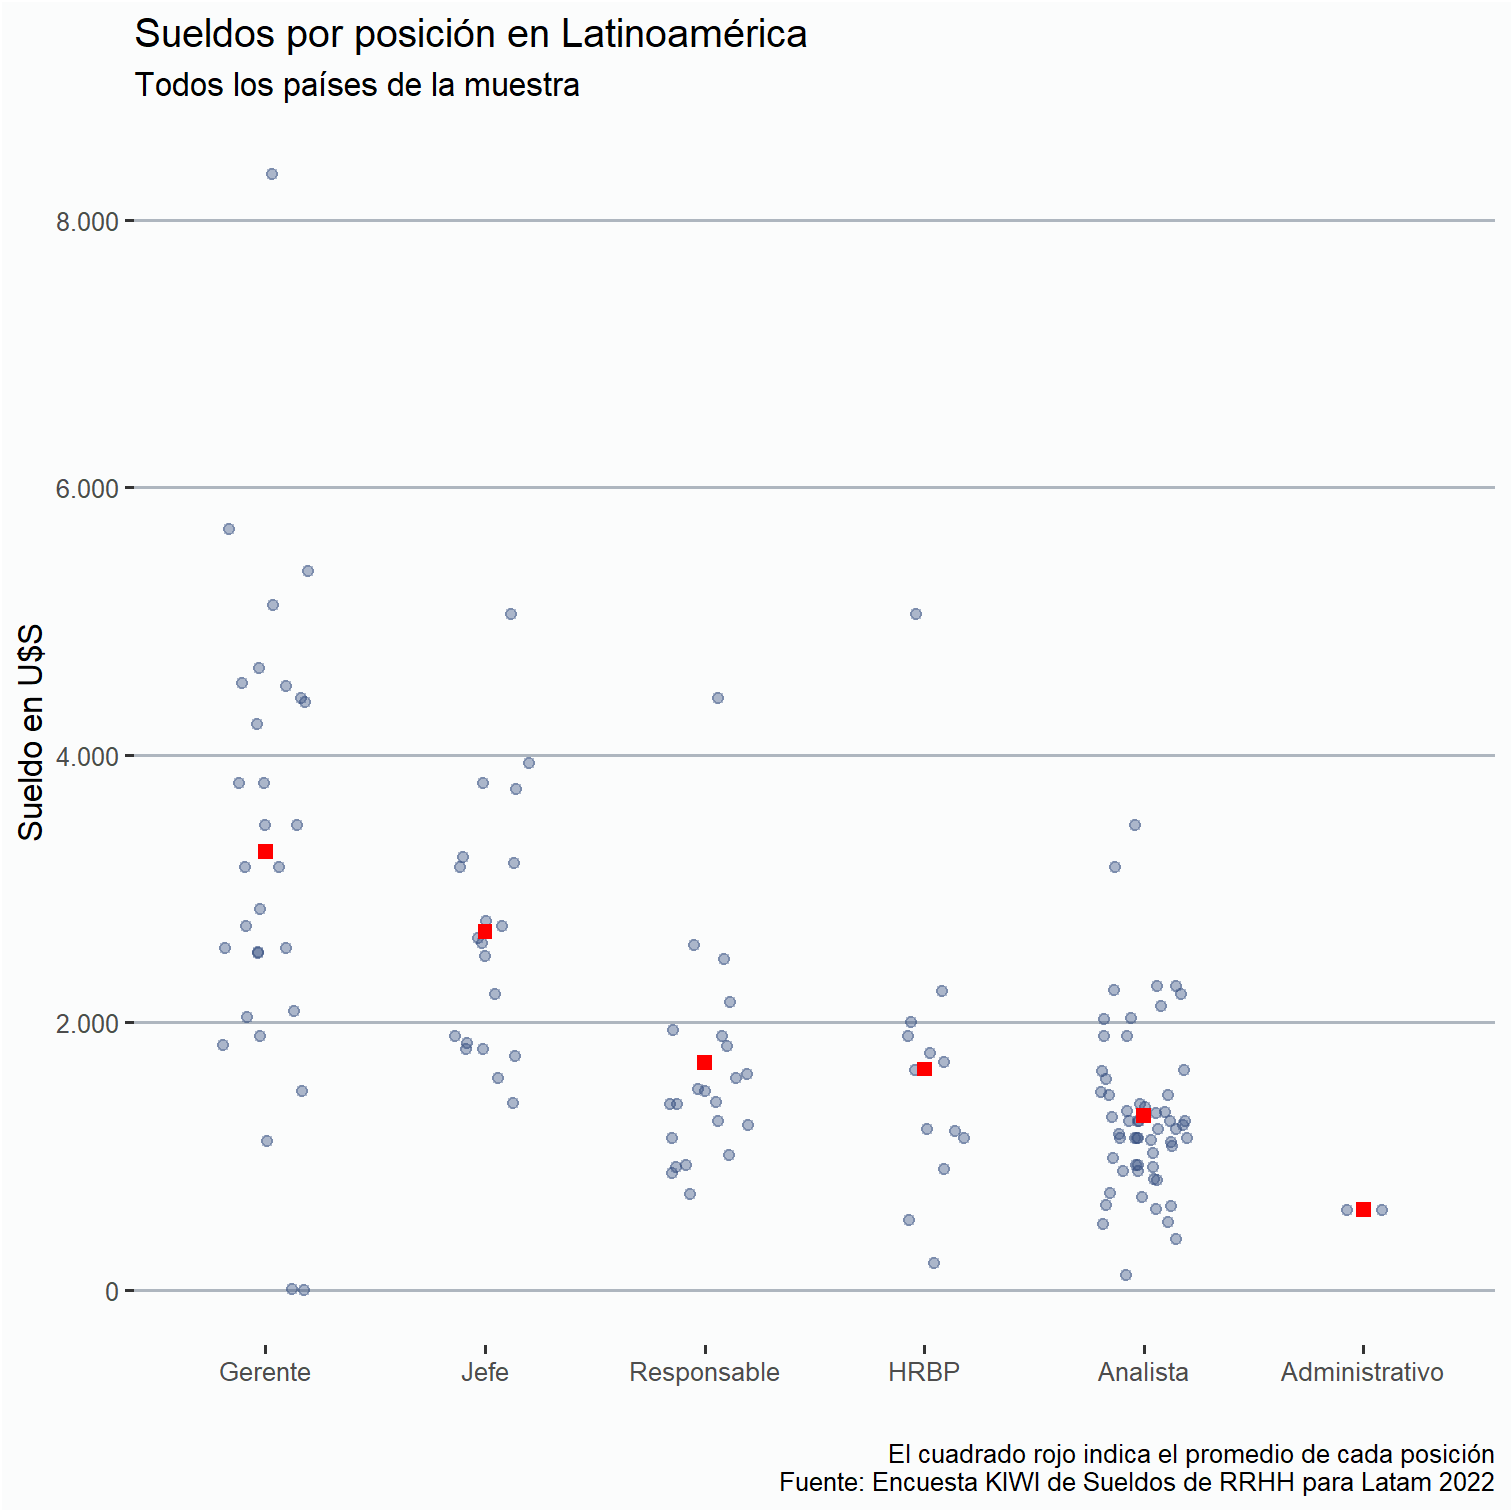 Sueldos por posición en Latinoamérica
Todos los países de la muestra
Sueldo en U$S
8.000
6.000
4.000
2.000
0
Gerente Jefe Responsable HRBP Analista Administrativo
El cuadrado rojo indica el promedio de cada posición
Fuente: Encuesta KIWI de Sueldos de RRHH para Latam 2022